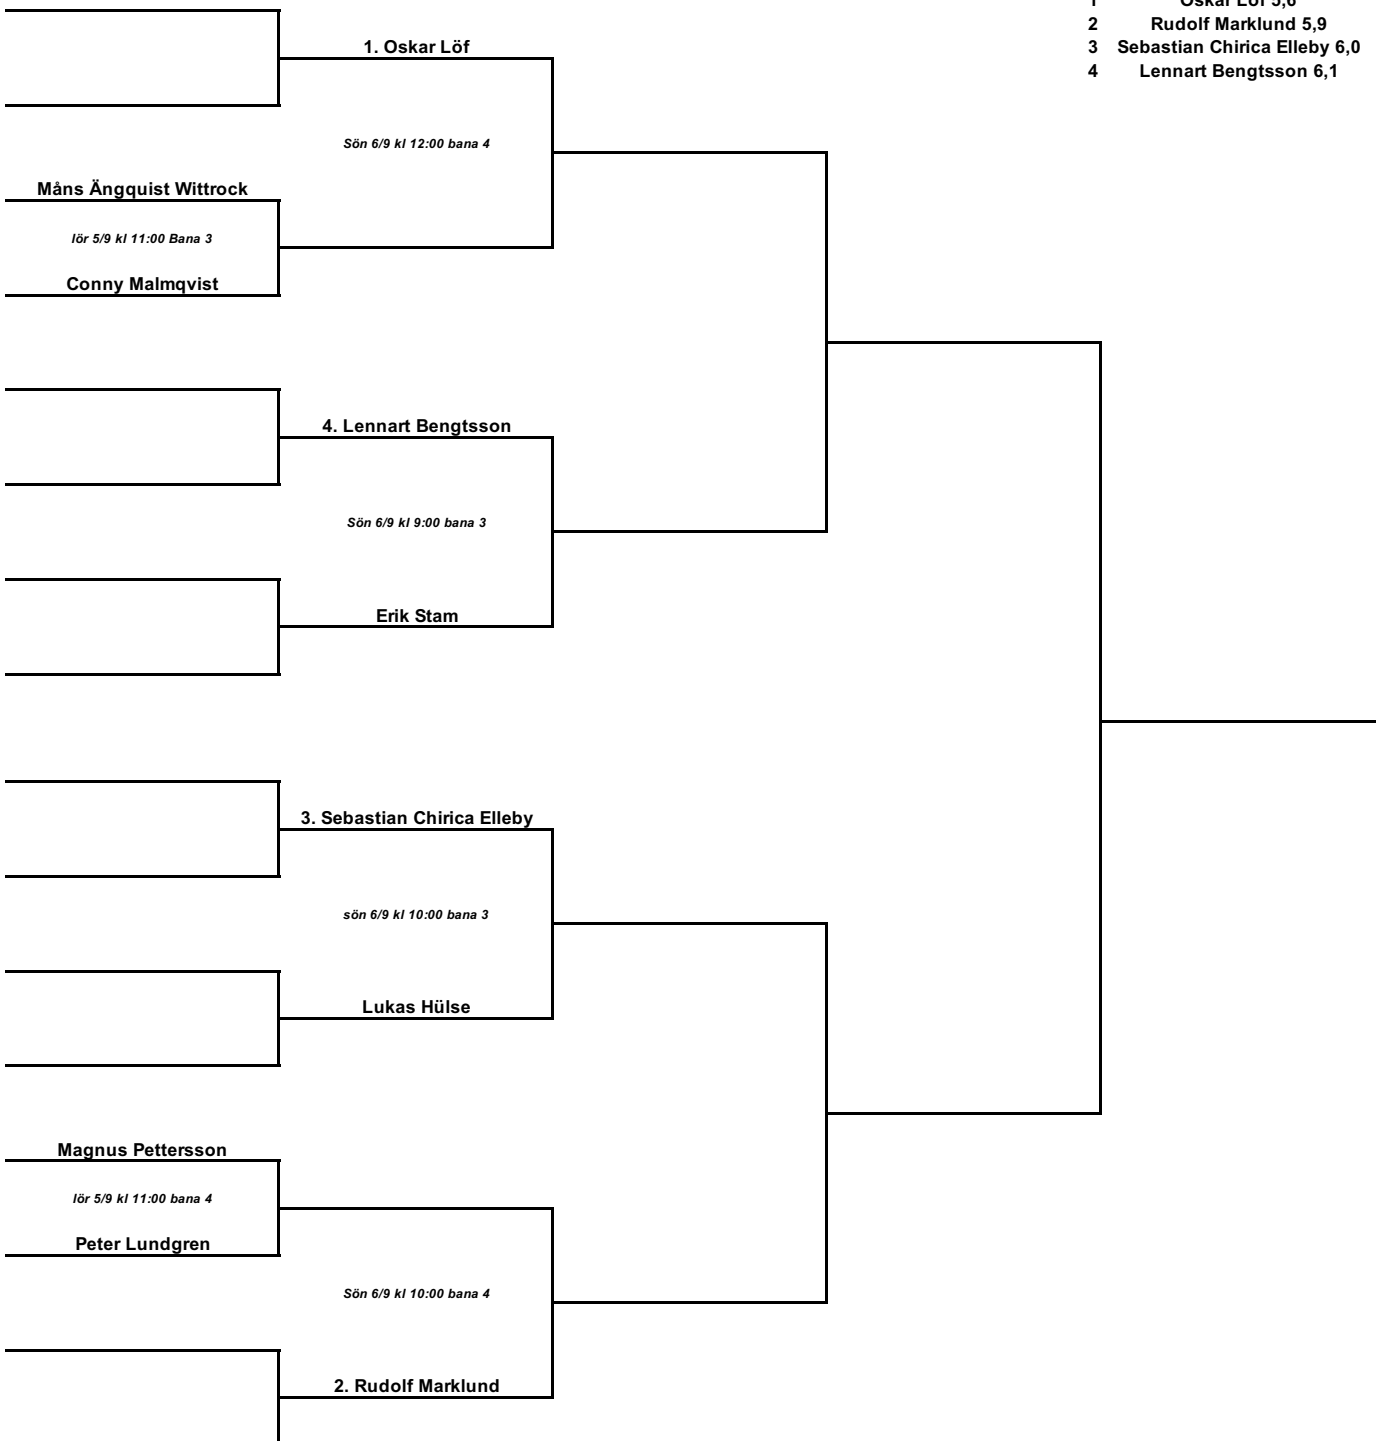 1 Oskar Löf 5,6
2 Rudolf Marklund 5,9
3 Sebastian Chirica Elleby 6,0
4 Lennart Bengtsson 6,1
1. Oskar Löf
Sön 6/9 kl 12:00 bana 4
Måns Ängquist Wittrock
lör 5/9 kl 11:00 Bana 3
Conny Malmqvist
4. Lennart Bengtsson
Sön 6/9 kl 9:00 bana 3
Erik Stam
3. Sebastian Chirica Elleby
sön 6/9 kl 10:00 bana 3
Lukas Hülse
Magnus Pettersson
lör 5/9 kl 11:00 bana 4
Peter Lundgren
Sön 6/9 kl 10:00 bana 4
2. Rudolf Marklund